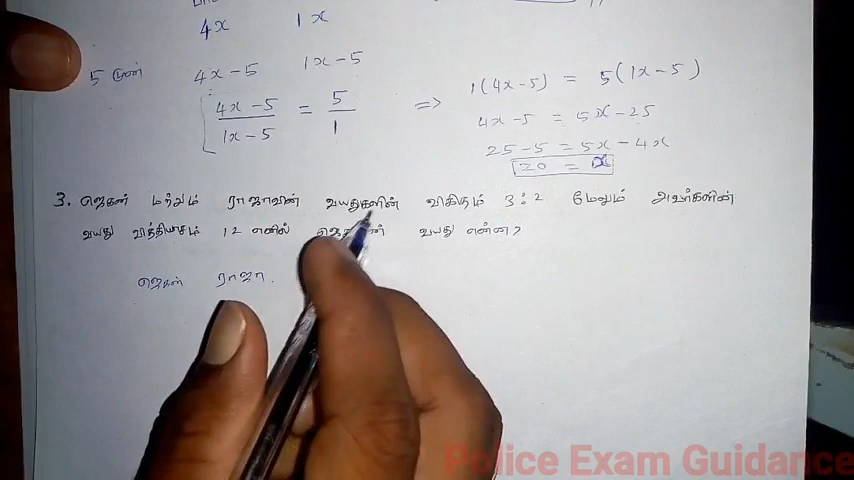 4x 1x
5 முன் 4x-5 1x-5
4x-5 / 1x-5 = 5 / 1 => 1(4x-5) = 5(1x-5)
4x-5 = 5x-25
25-5 = 5x-4x
20 = x
3. ஜெகன் மற்றும் ராஜாவின் வயதுகளின் விகிதம் 3:2 மேலும் அவர்களின்
வயது வித்தியாசம் 12 எனில் வயது என்ன?
ஜெகன் ராஜா.
Police Exam Guidance